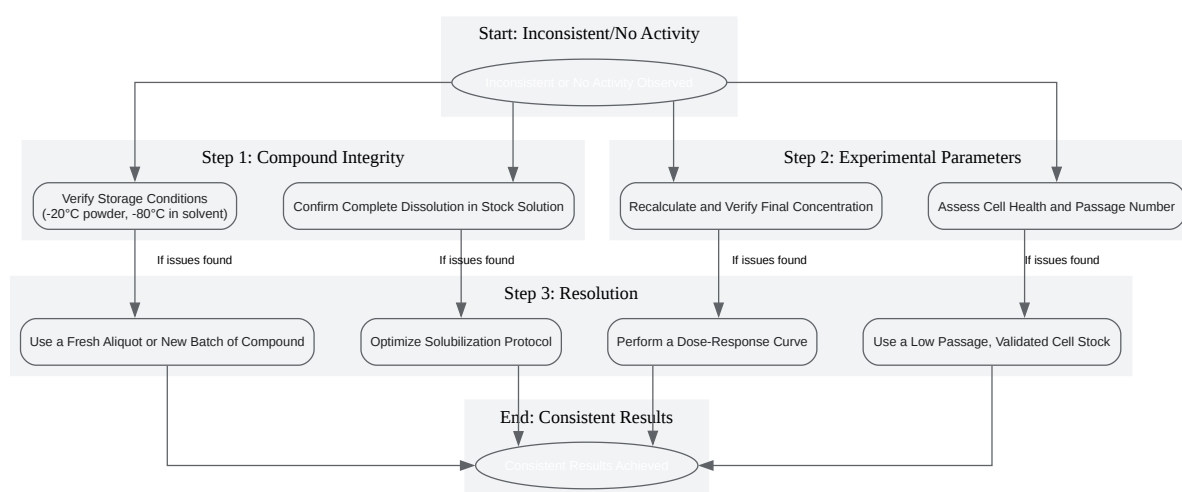 Start: Inconsistent/No Activity
Inconsistent or No Activity Observed
Step 1: Compound Integrity
Step 2: Experimental Parameters
Verify Storage Conditions
(-20°C powder, -80°C in solvent)
Confirm Complete Dissolution in Stock Solution
Recalculate and Verify Final Concentration
Assess Cell Health and Passage Number
If issues found
If issues found
If issues found
If issues found
Step 3: Resolution
Use a Fresh Aliquot or New Batch of Compound
Optimize Solubilization Protocol
Perform a Dose-Response Curve
Use a Low Passage, Validated Cell Stock
End: Consistent Results
Consistent Results Achieved